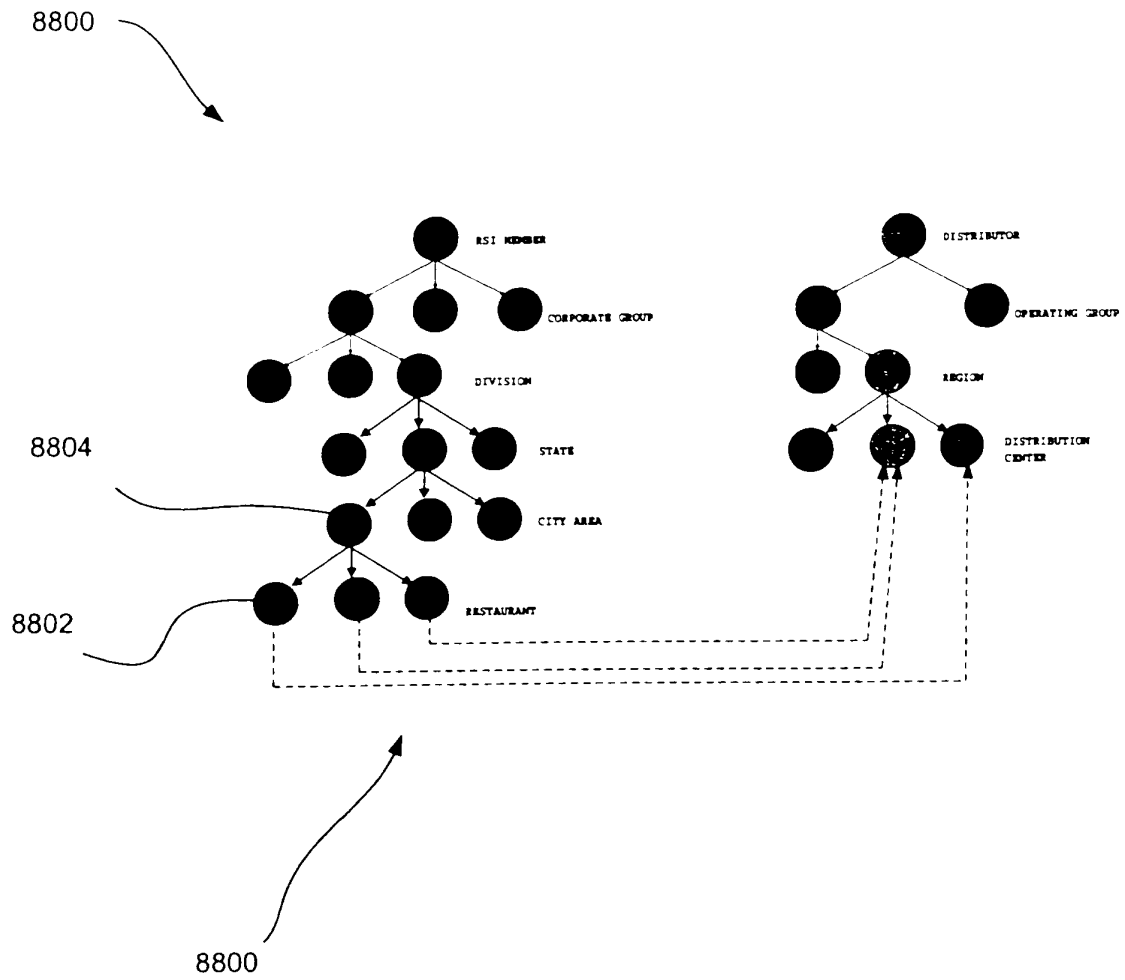 8800
RSI MEMBER
DISTRIBUTOR
CORPORATE GROUP
OPERATING GROUP
DIVISION
REGION
8804
STATE
DISTRIBUTION
CENTER
CITY AREA
8802
RESTAURANT
8800